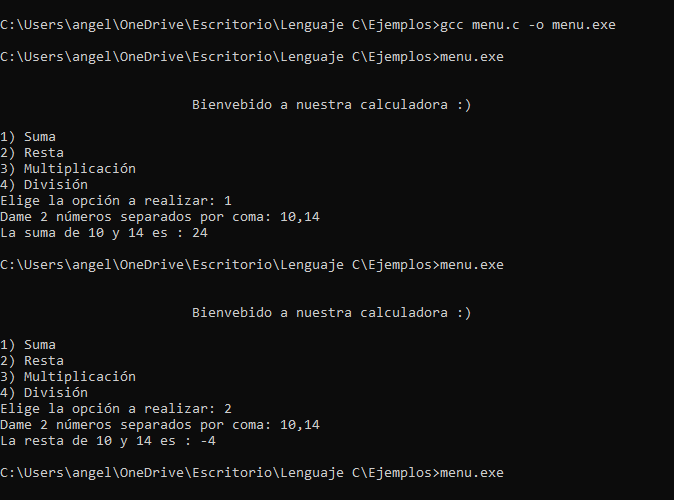 C:\Users\angel\OneDrive\Escritorio\Lenguaje C\Ejemplos>gcc menu.c -o menu.exe
C:\Users\angel\OneDrive\Escritorio\Lenguaje C\Ejemplos>menu.exe
Bienvebido a nuestra calculadora :)
1) Suma
2) Resta
3) Multiplicación
4) División
Elige la opción a realizar: 1
Dame 2 números separados por coma: 10,14
La suma de 10 y 14 es : 24
C:\Users\angel\OneDrive\Escritorio\Lenguaje C\Ejemplos>menu.exe
Bienvebido a nuestra calculadora :)
1) Suma
2) Resta
3) Multiplicación
4) División
Elige la opción a realizar: 2
Dame 2 números separados por coma: 10,14
La resta de 10 y 14 es : -4
C:\Users\angel\OneDrive\Escritorio\Lenguaje C\Ejemplos>menu.exe